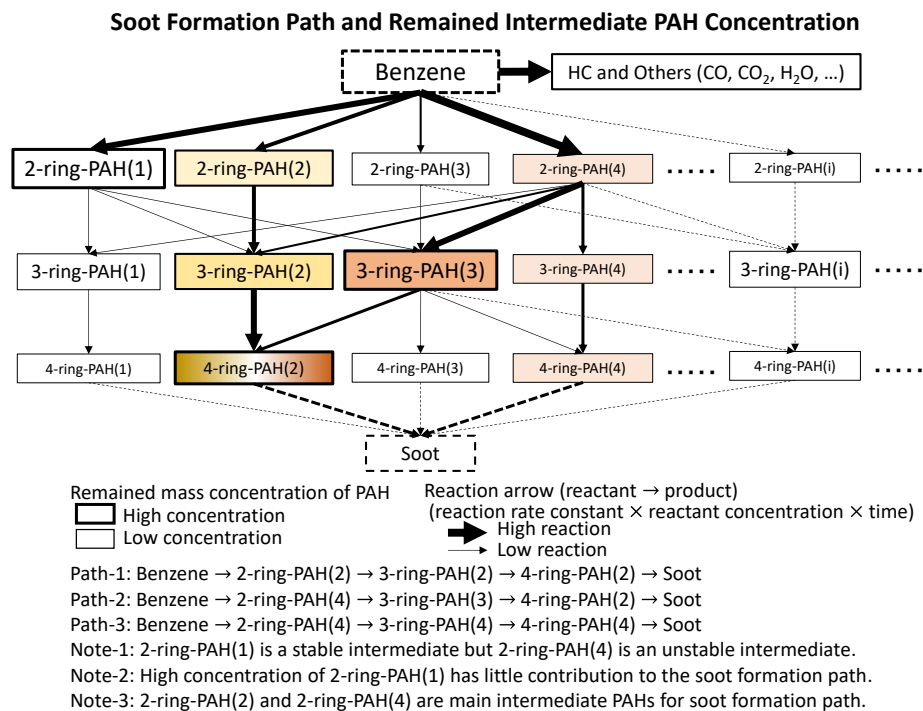 Soot Formation Path and Remained Intermediate PAH Concentration
Benzene
HC and Others (CO, CO₂, H₂O, ...)
2-ring-PAH(1)
2-ring-PAH(2)
2-ring-PAH(3)
2-ring-PAH(4)
.....
2-ring-PAH(i)
....
3-ring-PAH(1)
3-ring-PAH(2)
3-ring-PAH(3)
3-ring-PAH(4)
.....
3-ring-PAH(i)
....
4-ring-PAH(1)
4-ring-PAH(2)
4-ring-PAH(3)
4-ring-PAH(4)
.....
4-ring-PAH(i)
....
Soot
Remained mass concentration of PAH
High concentration
Low concentration
Reaction arrow (reactant → product)
(reaction rate constant × reactant concentration × time)
High reaction
Low reaction
Path-1: Benzene → 2-ring-PAH(2) → 3-ring-PAH(2) → 4-ring-PAH(2) → Soot
Path-2: Benzene → 2-ring-PAH(4) → 3-ring-PAH(3) → 4-ring-PAH(2) → Soot
Path-3: Benzene → 2-ring-PAH(4) → 3-ring-PAH(4) → 4-ring-PAH(4) → Soot
Note-1: 2-ring-PAH(1) is a stable intermediate but 2-ring-PAH(4) is an unstable intermediate.
Note-2: High concentration of 2-ring-PAH(1) has little contribution to the soot formation path.
Note-3: 2-ring-PAH(2) and 2-ring-PAH(4) are main intermediate PAHs for soot formation path.